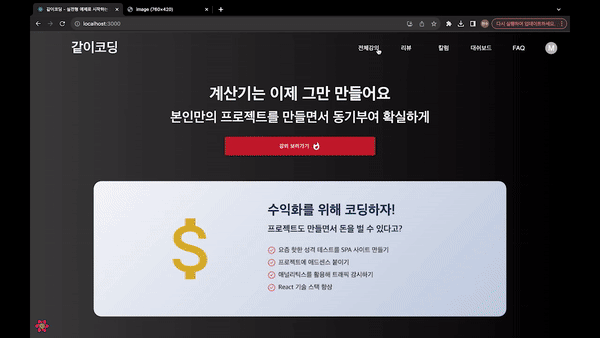 같이코딩 - 실전형 예제로 시작하는
image (760×420)
localhost:3000
다시 실행하여 업데이트하세요
같이코딩
전체강의 리뷰 칼럼 대쉬보드 FAQ M
계산기는 이제 그만 만들어요
본인만의 프로젝트를 만들면서 동기부여 확실하게
강의 보러가기
수익화를 위해 코딩하자!
프로젝트도 만들면서 돈을 벌 수 있다고?
요즘 핫한 성격 테스트를 SPA 사이트 만들기
프로젝트에 애드센스 붙이기
애널리틱스를 활용해 트래픽 감시하기
React 기술 스택 향상